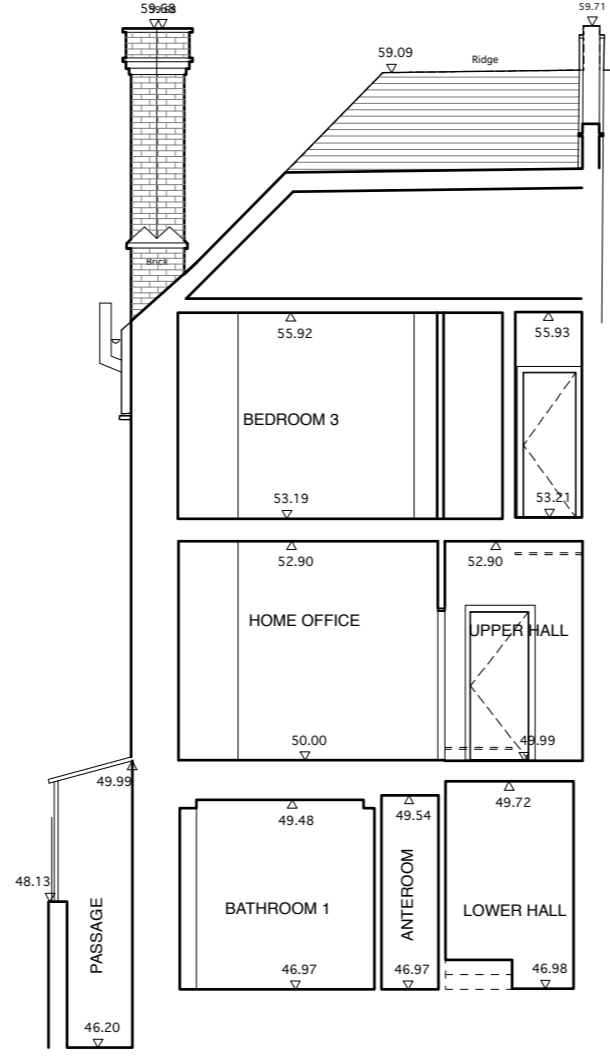 59.68
59.71
59.09
Ridge
Brick
55.92
55.93
BEDROOM 3
53.19
53.21
52.90
52.90
HOME OFFICE
UPPER HALL
50.00
49.99
49.99
49.48
49.54
49.72
48.13
PASSAGE
BATHROOM 1
ANTEROOM
LOWER HALL
46.97
46.97
46.98
46.20